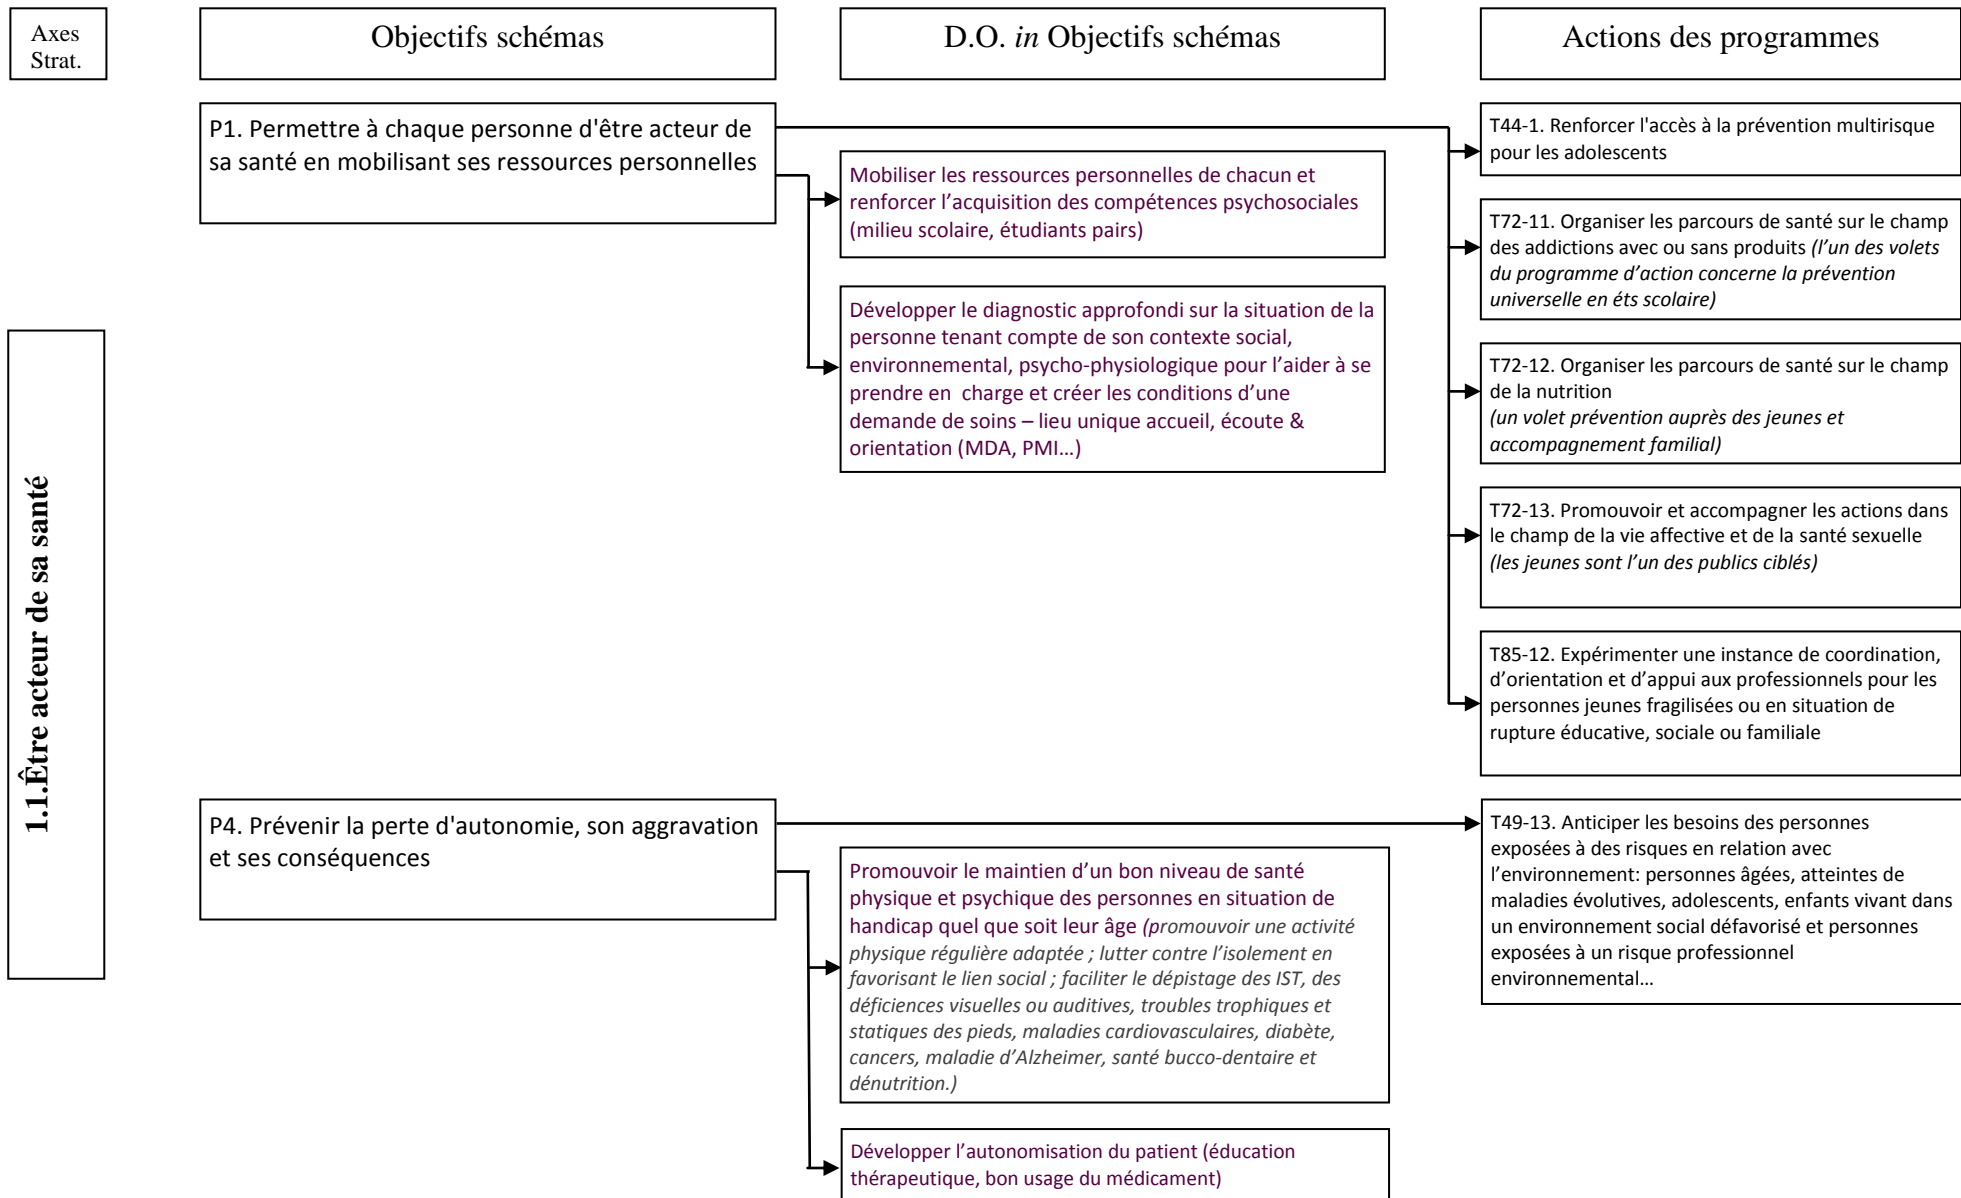 Axes
Strat.
Objectifs schémas
D.O. in Objectifs schémas
Actions des programmes
1.1.Être acteur de sa santé
P1. Permettre à chaque personne d'être acteur de
sa santé en mobilisant ses ressources personnelles
Mobiliser les ressources personnelles de chacun et
renforcer l’acquisition des compétences psychosociales
(milieu scolaire, étudiants pairs)
Développer le diagnostic approfondi sur la situation de la
personne tenant compte de son contexte social,
environnemental, psycho-physiologique pour l’aider à se
prendre en  charge et créer les conditions d’une
demande de soins – lieu unique accueil, écoute &
orientation (MDA, PMI…)
T44-1. Renforcer l'accès à la prévention multirisque
pour les adolescents
T72-11. Organiser les parcours de santé sur le champ
des addictions avec ou sans produits (l’un des volets
du programme d’action concerne la prévention
universelle en éts scolaire)
T72-12. Organiser les parcours de santé sur le champ
de la nutrition
(un volet prévention auprès des jeunes et
accompagnement familial)
T72-13. Promouvoir et accompagner les actions dans
le champ de la vie affective et de la santé sexuelle
(les jeunes sont l’un des publics ciblés)
T85-12. Expérimenter une instance de coordination,
d’orientation et d’appui aux professionnels pour les
personnes jeunes fragilisées ou en situation de
rupture éducative, sociale ou familiale
P4. Prévenir la perte d'autonomie, son aggravation
et ses conséquences
Promouvoir le maintien d’un bon niveau de santé
physique et psychique des personnes en situation de
handicap quel que soit leur âge (promouvoir une activité
physique régulière adaptée ; lutter contre l’isolement en
favorisant le lien social ; faciliter le dépistage des IST, des
déficiences visuelles ou auditives, troubles trophiques et
statiques des pieds, maladies cardiovasculaires, diabète,
cancers, maladie d’Alzheimer, santé bucco-dentaire et
dénutrition.)
Développer l’autonomisation du patient (éducation
thérapeutique, bon usage du médicament)
T49-13. Anticiper les besoins des personnes
exposées à des risques en relation avec
l’environnement: personnes âgées, atteintes de
maladies évolutives, adolescents, enfants vivant dans
un environnement social défavorisé et personnes
exposées à un risque professionnel
environnemental…